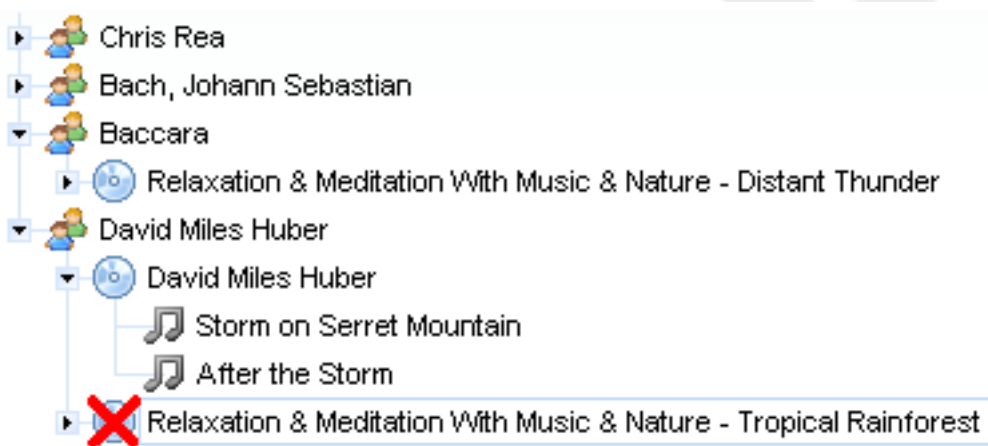 Chris Rea
Bach, Johann Sebastian
Baccara
Relaxation & Meditation With Music & Nature - Distant Thunder
David Miles Huber
David Miles Huber
Storm on Serret Mountain
After the Storm
Relaxation & Meditation With Music & Nature - Tropical Rainforest